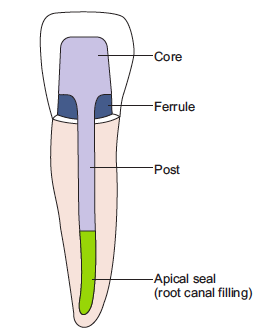 Core
Ferrule
Post
Apical seal
(root canal filling)